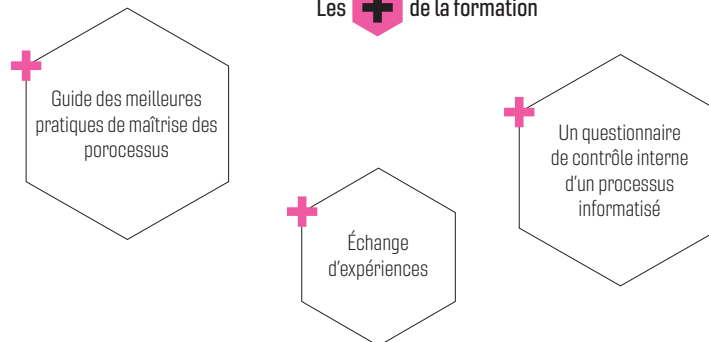 Les + de la formation
Guide des meilleures
pratiques de maîtrise des
porocessus
Un questionnaire
de contrôle interne
d'un processus
informatisé
Échange
d'expériences